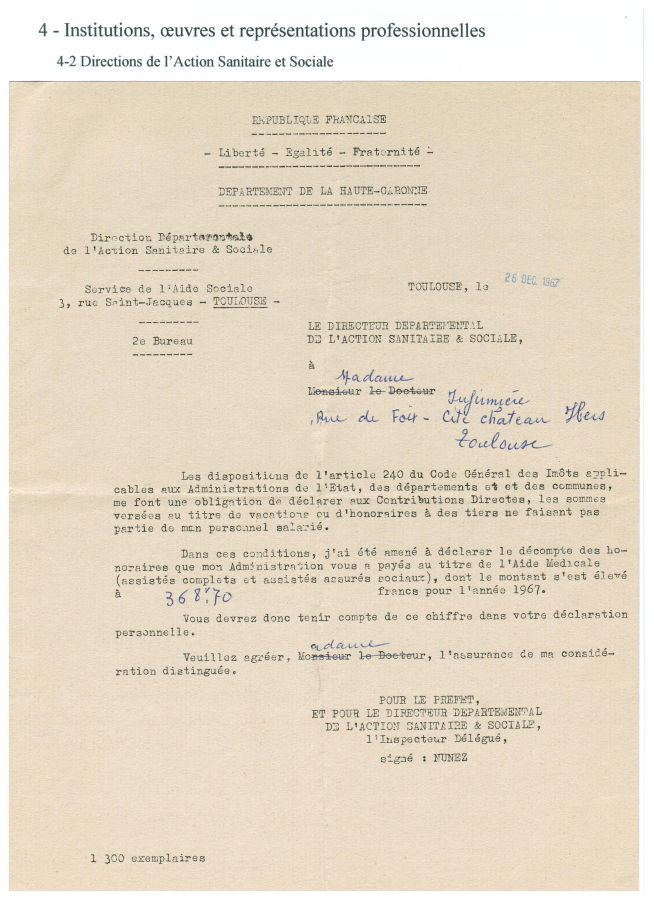 4 - Institutions, œuvres et représentations professionnelles
4-2 Directions de l'Action Sanitaire et Sociale
REPUBLIQUE FRANCAISE
- Liberté - Egalité - Fraternité -
DEPARTEMENT DE LA HAUTE-GARONNE
Direction Départementale
de l'Action Sanitaire & Sociale
Service de l'Aide Sociale
3, rue Saint-Jacques - TOULOUSE -
2e Bureau
TOULOUSE, le 26 DEC. 1967
LE DIRECTEUR DEPARTEMENTAL
DE L'ACTION SANITAIRE & SOCIALE,
à
Madame
Monsieur le Docteur Infirmière
Rue de Foix - Cité château Hers
Toulouse
Les dispositions de l'article 240 du Code Général des Imôts appli-
cables aux Administrations de l'Etat, des départements et et des communes,
me font une obligation de déclarer aux Contributions Directes, les sommes
versées au titre de vacations ou d'honoraires à des tiers ne faisant pas
partie de mon personnel salarié.
Dans ces conditions, j'ai été amené à déclarer le décompte des ho-
noraires que mon Administration vous a payés au titre de l'Aide Médicale
(assistés complets et assistés assurés sociaux), dont le montant s'est élevé
à 368,70 francs pour l'année 1967.
Vous devrez donc tenir compte de ce chiffre dans votre déclaration
personnelle.
adame
Veuillez agréer, Monsieur le Docteur, l'assurance de ma considé-
ration distinguée.
POUR LE PREFET,
ET POUR LE DIRECTEUR DEPARTEMENTAL
DE L'ACTION SANITAIRE & SOCIALE,
l'Inspecteur Délégué,
signé : NUNEZ
1 300 exemplaires